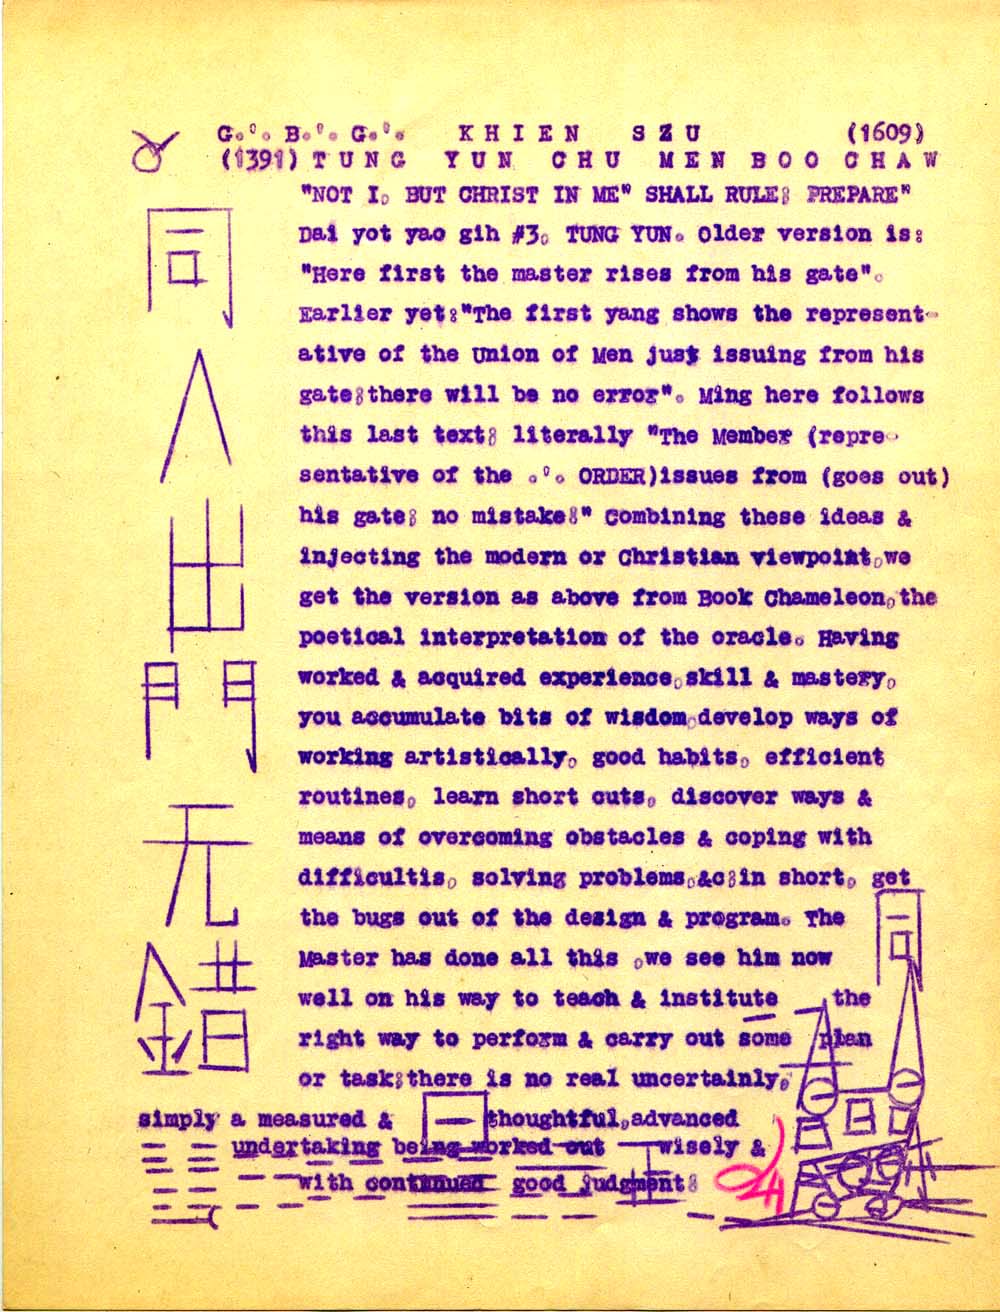 G.'. B.'. G.'. KHIEN SZU (1609)
(1391) TUNG YUN CHU MEN BOO CHAW
"NOT I, BUT CHRIST IN ME" SHALL RULE; PREPARE"
Dai yot yao gih #3, TUNG YUN. Older version is:
"Here first the master rises from his gate".
Earlier yet:"The first yang shows the represent-
ative of the Union of Men just issuing from his
gate;there will be no error". Ming here follows
this last text; literally "The Member (repre-
sentative of the .'. ORDER)issues from (goes out)
his gate; no mistake;" Combining these ideas &
injecting the modern or Christian viewpoint,we
get the version as above from Book Chameleon,the
poetical interpretation of the oracle. Having
worked & acquired experience,skill & mastery,
you accumulate bits of wisdom,develop ways of
working artistically, good habits, efficient
routines, learn short cuts, discover ways &
means of overcoming obstacles & coping with
difficultis, solving problems,&c;in short, get
the bugs out of the design & program. The
Master has done all this ,we see him now
well on his way to teach & institute the
right way to perform & carry out some plan
or task;there is no real uncertainly,
simply a measured & thoughtful,advanced
undertaking being worked out wisely &
with continued good judgment;
同
人
出
門
无
咎